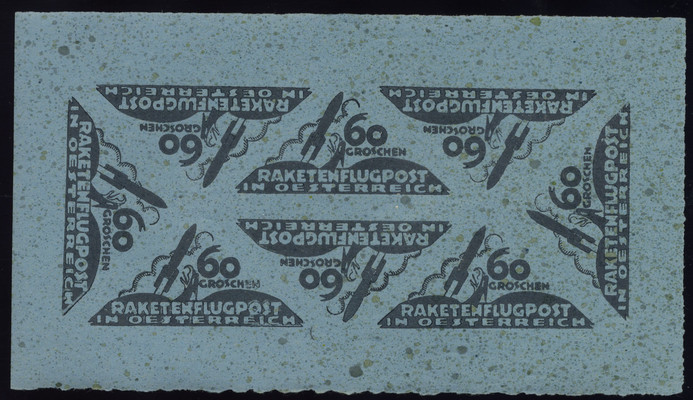 RAKETENFLUGPOST
IN OESTERREICH
60
GROSCHEN
60
GROSCHEN
RAKETENFLUGPOST
IN OESTERREICH
RAKETENFLUGPOST
IN OESTERREICH
60
GROSCHEN
RAKETENFLUGPOST
IN OESTERREICH
60
GROSCHEN
60
GROSCHEN
RAKETENFLUGPOST
IN OESTERREICH
60
GROSCHEN
RAKETENFLUGPOST
IN OESTERREICH
RAKETENFLUGPOST
IN OESTERREICH
60
GROSCHEN
60
GROSCHEN
RAKETENFLUGPOST
IN OESTERREICH